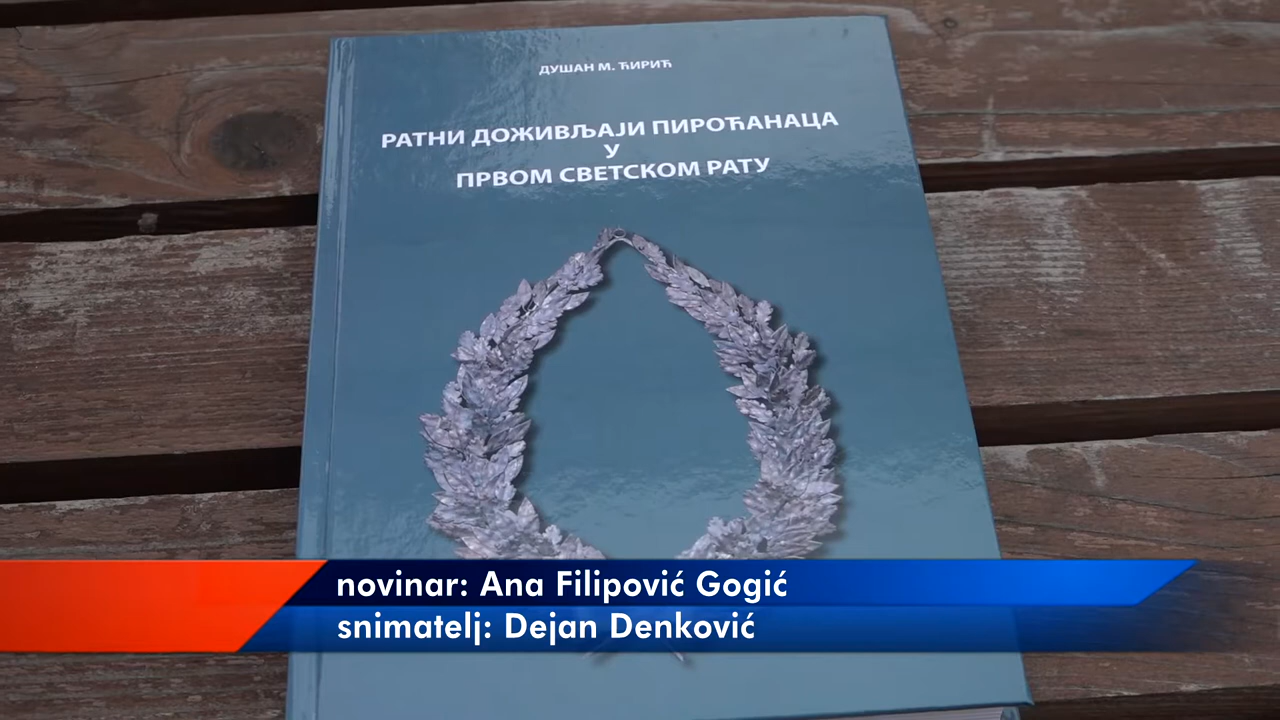 ДУШАН М. ЋИРИЋ
РАТНИ ДОЖИВЉАЈИ ПИРОЋАНАЦА
У
ПРВОМ СВЕТСКОМ РАТУ
novinar: Ana Filipović Gogić
snimatelj: Dejan Denković